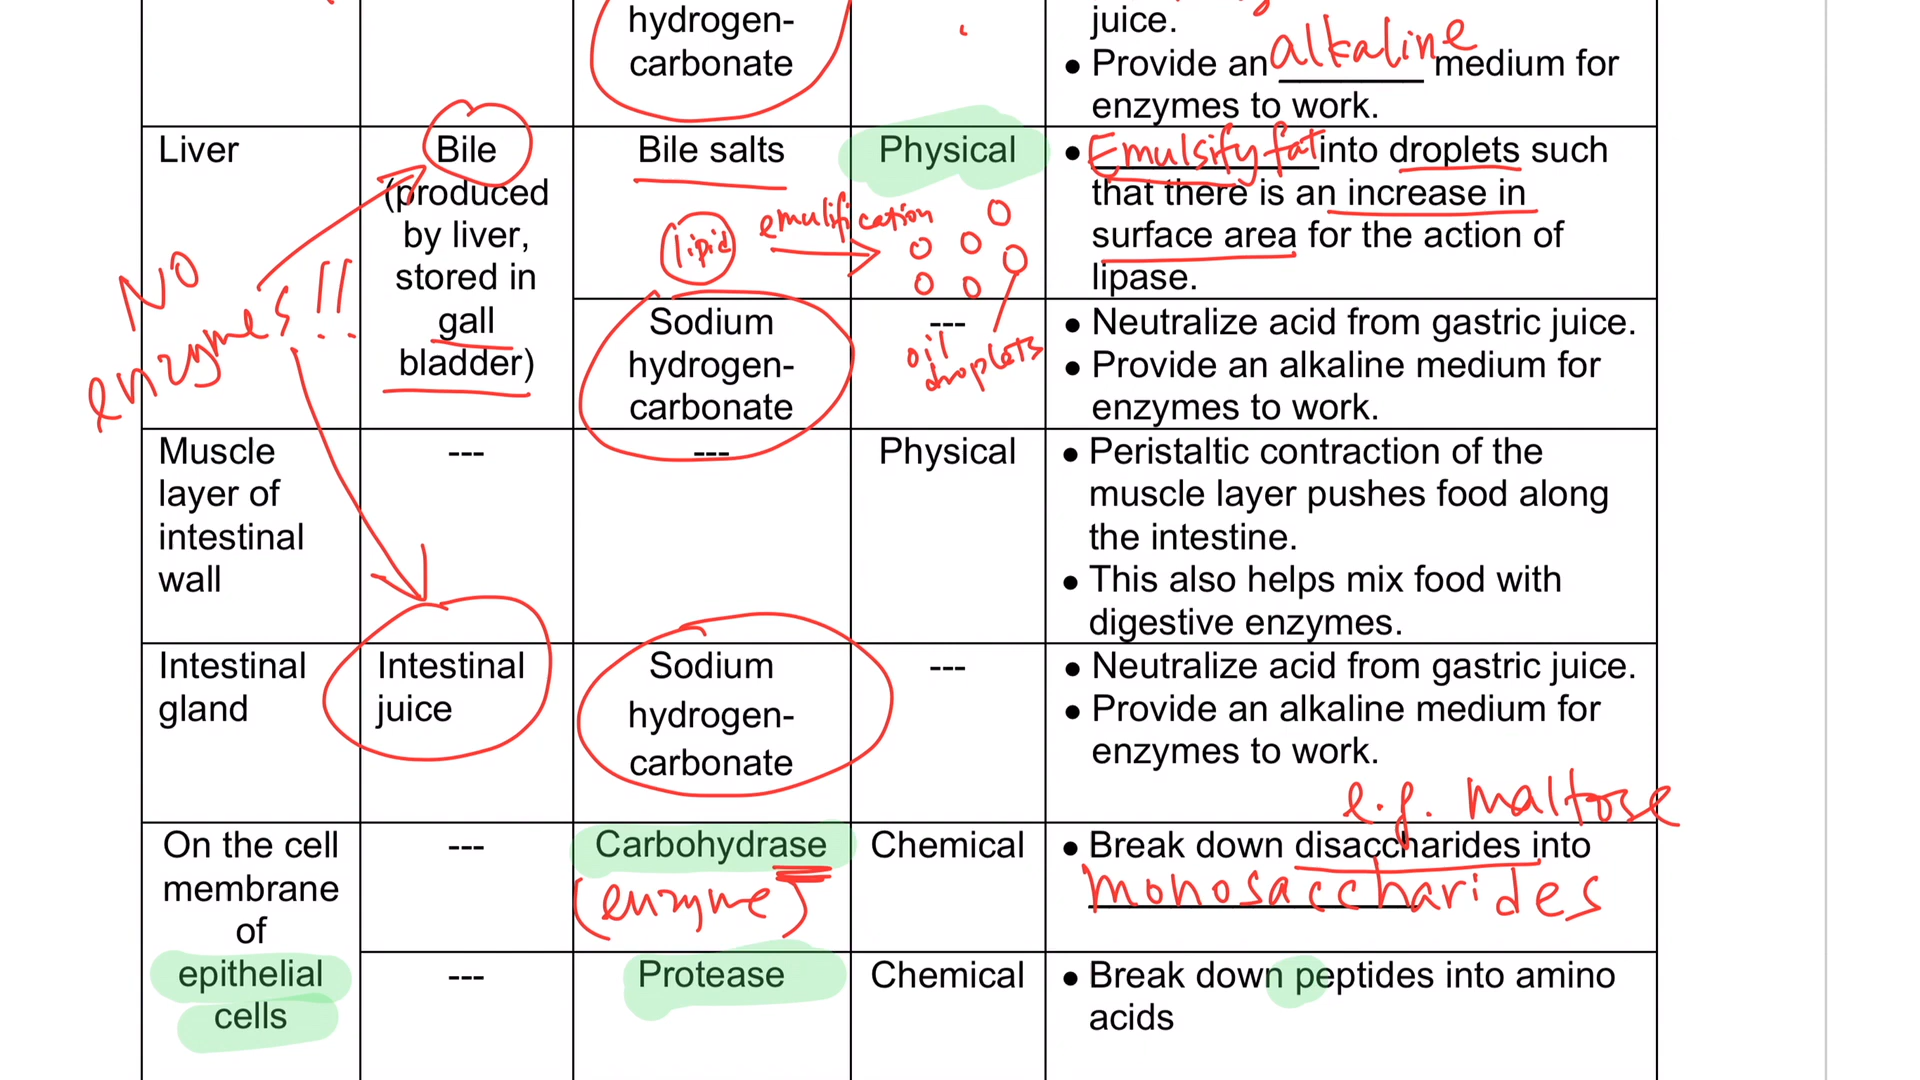 hydrogen-
carbonate
juice.
● Provide an alkaline medium for
enzymes to work.
Liver
Bile
(produced
by liver,
stored in
gall
bladder)
NO
enzymes!!
Bile salts
Physical
lipid
emulification
● Emulsify fat into droplets such
that there is an increase in
surface area for the action of
lipase.
Sodium
hydrogen-
carbonate
---
oil
droplets
● Neutralize acid from gastric juice.
● Provide an alkaline medium for
enzymes to work.
Muscle
layer of
intestinal
wall
---
---
Physical
● Peristaltic contraction of the
muscle layer pushes food along
the intestine.
● This also helps mix food with
digestive enzymes.
Intestinal
gland
Intestinal
juice
Sodium
hydrogen-
carbonate
---
● Neutralize acid from gastric juice.
● Provide an alkaline medium for
enzymes to work.
On the cell
membrane
of
epithelial
cells
---
Carbohydrase
(enzyme)
Chemical
e.g. maltose
● Break down disaccharides into
monosaccharides
---
Protease
Chemical
● Break down peptides into amino
acids